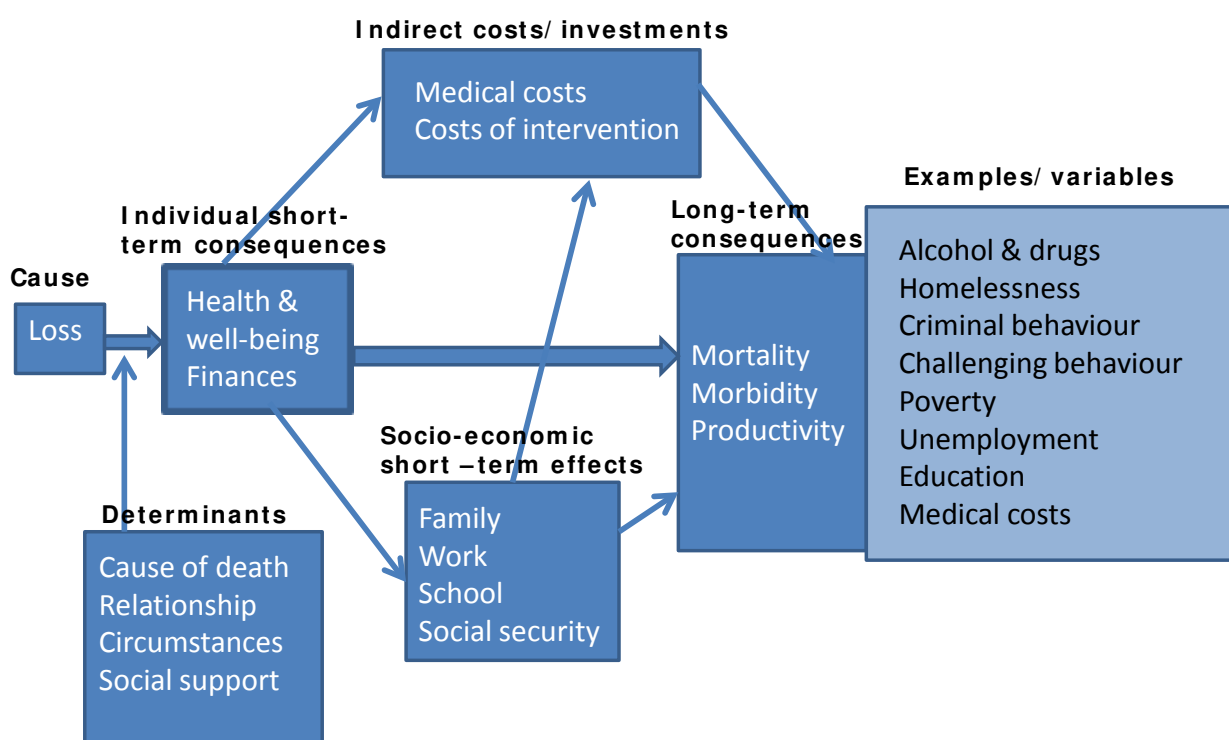 Indirect costs/ investments
Medical costs
Costs of intervention
Examples/ variables
Individual short-
term consequences
Long-term
consequences
Alcohol & drugs
Homelessness
Criminal behaviour
Challenging behaviour
Poverty
Unemployment
Education
Medical costs
Cause
Loss
Health &
well-being
Finances
Mortality
Morbidity
Productivity
Socio-economic
short –term effects
Family
Work
School
Social security
Determinants
Cause of death
Relationship
Circumstances
Social support